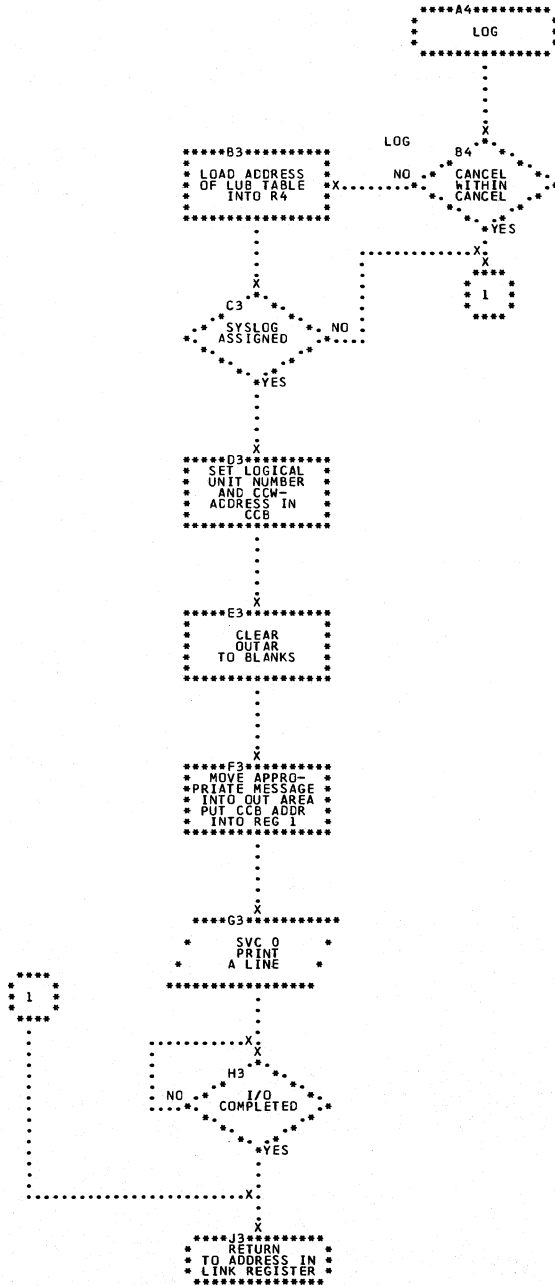 A4
LOG
LOG
B3
LOAD ADDRESS
OF LUB TABLE
INTO R4
NO
B4
CANCEL
WITHIN
CANCEL
YES
1
C3
SYSLOG
ASSIGNED
NO
YES
D3
SET LOGICAL
UNIT NUMBER
AND CCW-
ADDRESS IN
CCB
E3
CLEAR
OUTAR
TO BLANKS
F3
MOVE APPRO-
PRIATE MESSAGE
INTO OUT AREA
PUT CCB ADDR
INTO REG 1
G3
SVC 0
PRINT
A LINE
1
H3
NO
I/O
COMPLETED
YES
J3
RETURN
TO ADDRESS IN
LINK REGISTER